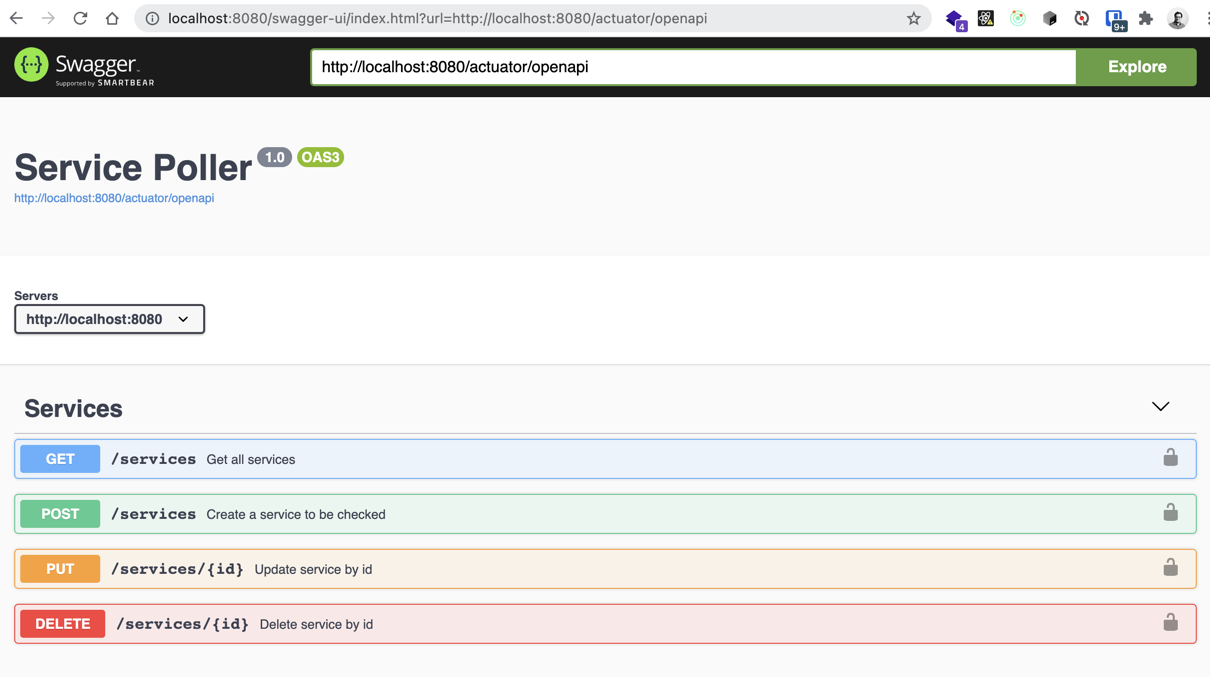 localhost:8080/swagger-ui/index.html?url=http://localhost:8080/actuator/openapi
4
9+
{···} Swagger™
Supported by SMARTBEAR
http://localhost:8080/actuator/openapi
Explore
Service Poller 1.0 OAS3
http://localhost:8080/actuator/openapi
Servers
http://localhost:8080
Services
GET /services Get all services
POST /services Create a service to be checked
PUT /services/{id} Update service by id
DELETE /services/{id} Delete service by id